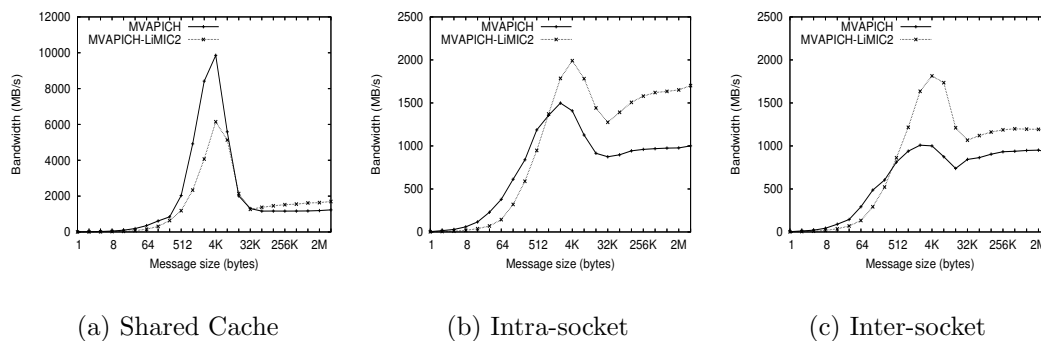 MVAPICH
MVAPICH-LiMIC2
Bandwidth (MB/s)
12000
10000
8000
6000
4000
2000
0
1 8 64 512 4K 32K 256K 2M
Message size (bytes)
(a) Shared Cache
MVAPICH
MVAPICH-LiMIC2
Bandwidth (MB/s)
2500
2000
1500
1000
500
0
1 8 64 512 4K 32K 256K 2M
Message size (bytes)
(b) Intra-socket
MVAPICH
MVAPICH-LiMIC2
Bandwidth (MB/s)
2500
2000
1500
1000
500
0
1 8 64 512 4K 32K 256K 2M
Message size (bytes)
(c) Inter-socket